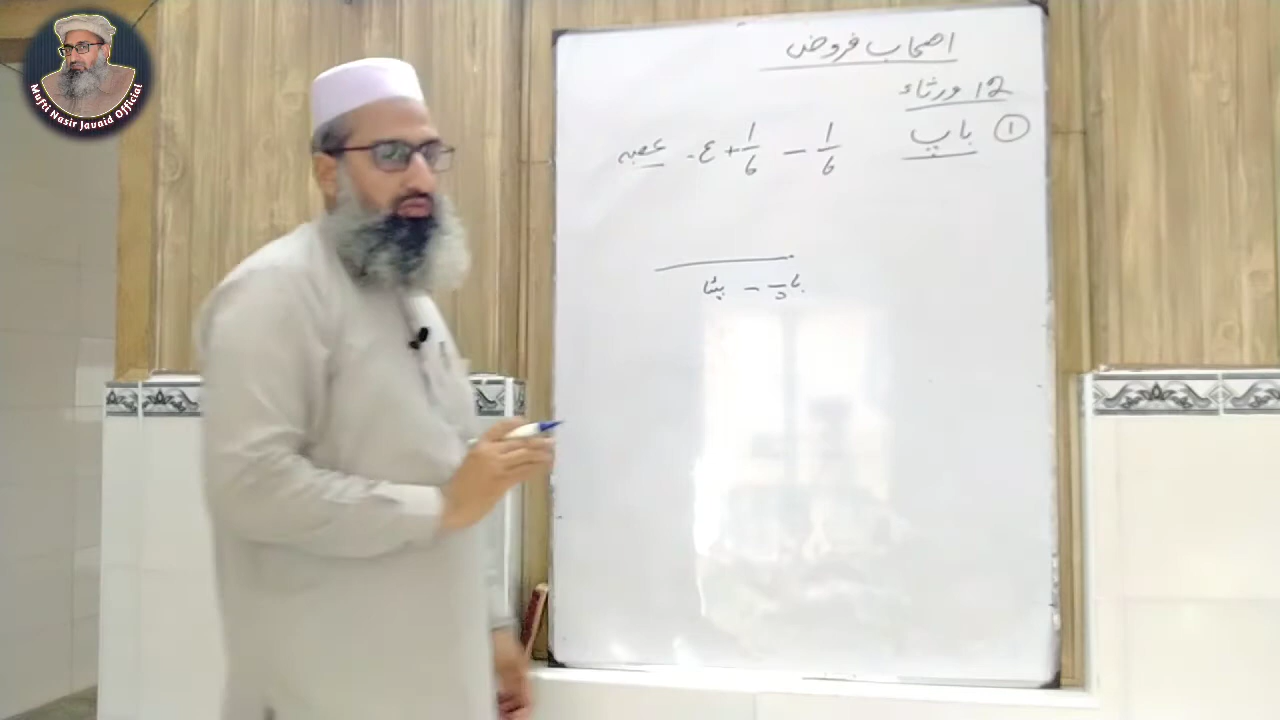 اصحاب فروض
12 ورثاء
① باپ 1/6 - 1/6 + ع - عصبہ
باپ - بیٹا
Mufti Nasir Javaid Official